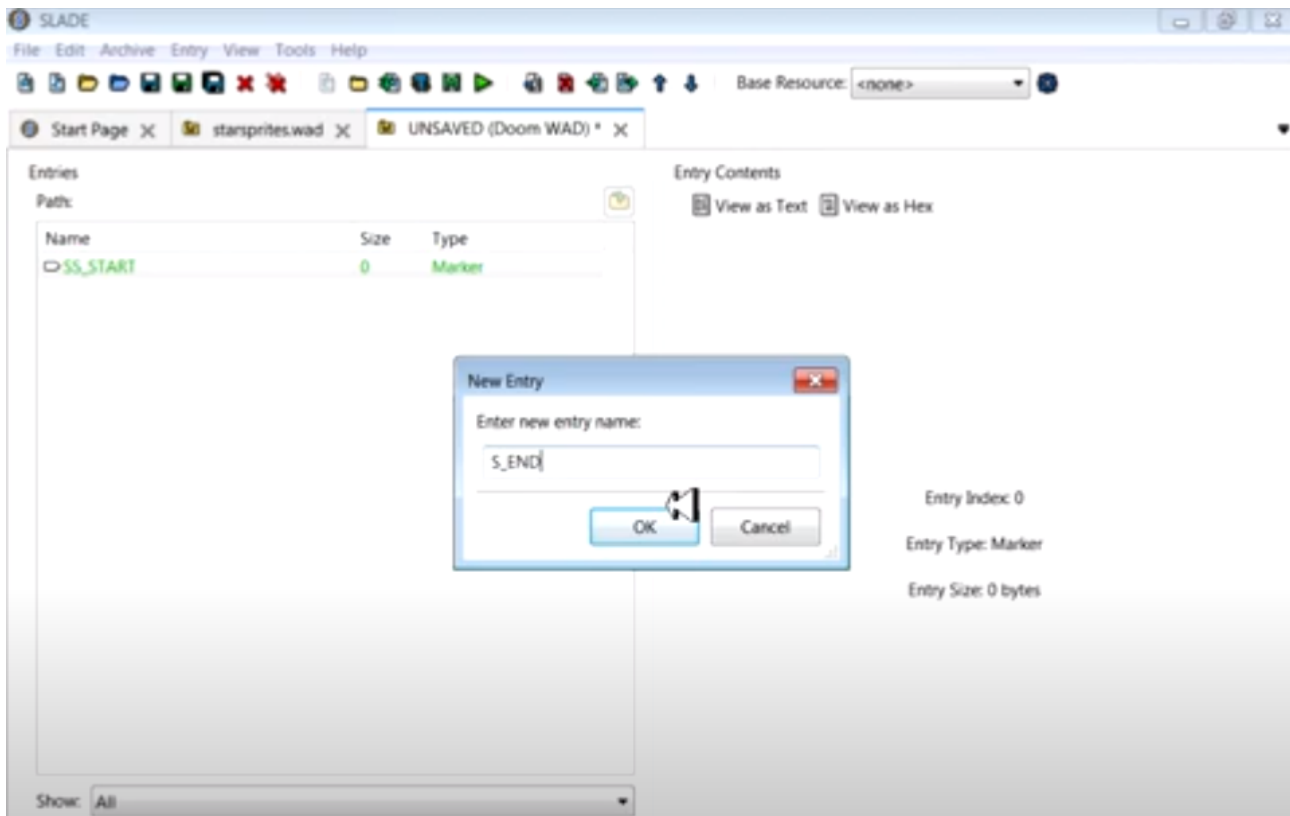 SLADE
File Edit Archive Entry View Tools Help
Base Resource: <none>
Start Page starsprites.wad UNSAVED (Doom WAD) *
Entries
Path:
Name Size Type
SS_START 0 Marker
Entry Contents
View as Text View as Hex
New Entry
Enter new entry name:
S_END
OK Cancel
Entry Index: 0
Entry Type: Marker
Entry Size: 0 bytes
Show: All